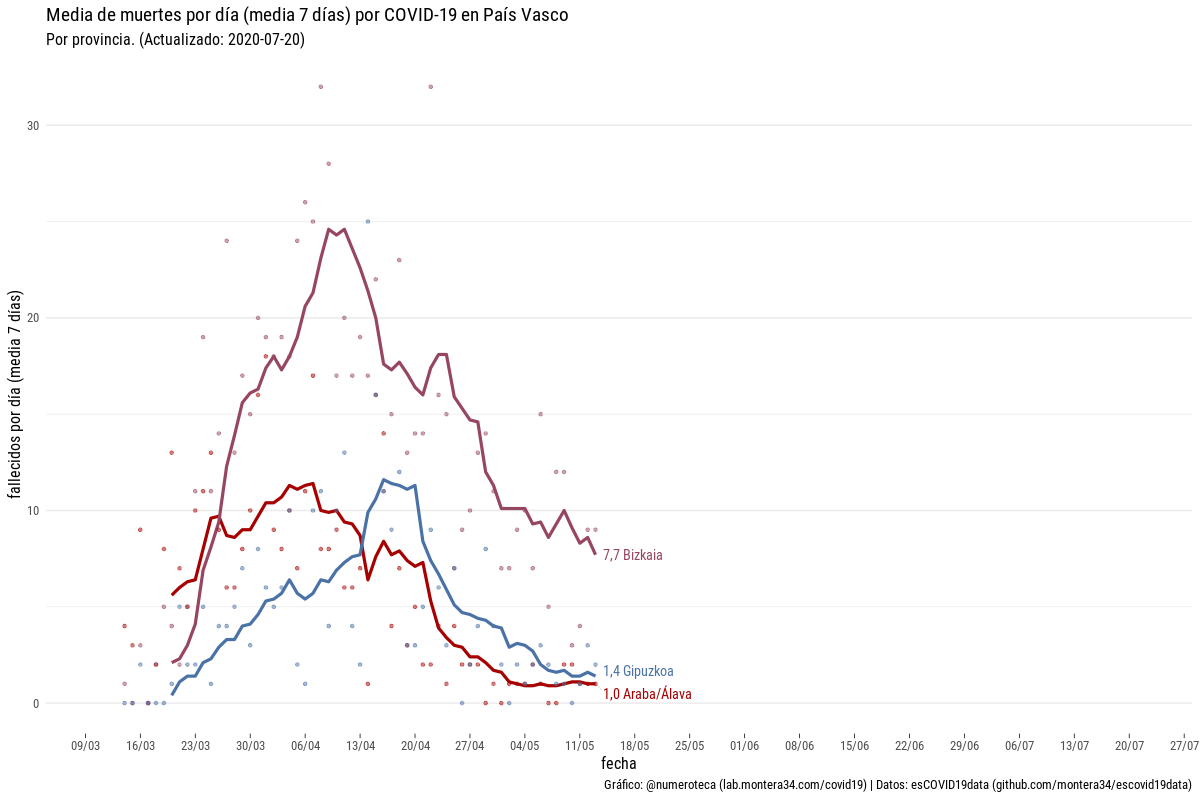 Media de muertes por día (media 7 días) por COVID-19 en País Vasco
Por provincia. (Actualizado: 2020-07-20)
fallecidos por día (media 7 días)
30
20
10
0
7,7 Bizkaia
1,4 Gipuzkoa
1,0 Araba/Álava
09/03 16/03 23/03 30/03 06/04 13/04 20/04 27/04 04/05 11/05 18/05 25/05 01/06 08/06 15/06 22/06 29/06 06/07 13/07 20/07 27/07
fecha
Gráfico: @numeroteca (lab.montera34.com/covid19) | Datos: esCOVID19data (github.com/montera34/escovid19data)